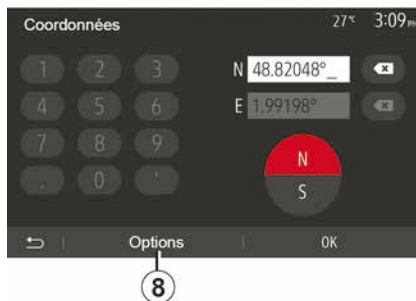 Coordonnées 27°C 3:09 PM
1 2 3 N 48.82048°_
4 5 6 E 1.99198°
7 8 9 N
. 0 ' S
Options OK
8